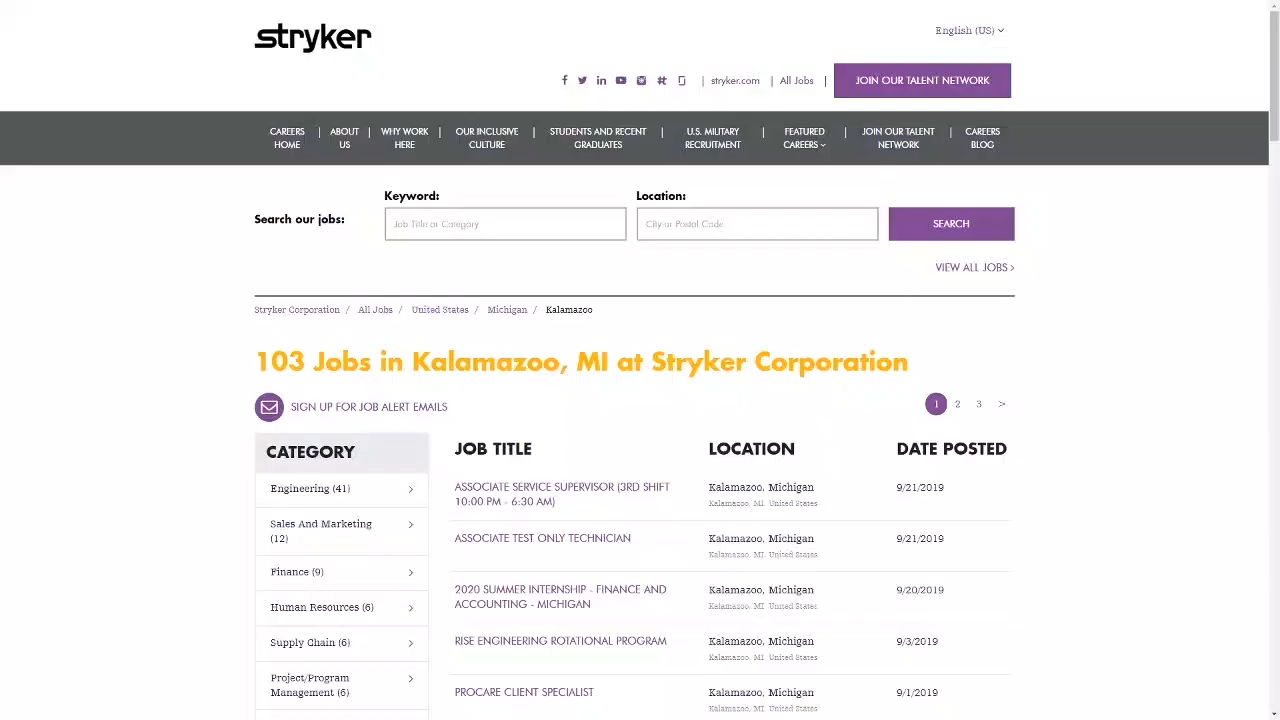 stryker
English (US)
| stryker.com | All Jobs | JOIN OUR TALENT NETWORK
CAREERS HOME | ABOUT US | WHY WORK HERE | OUR INCLUSIVE CULTURE | STUDENTS AND RECENT GRADUATES | U.S. MILITARY RECRUITMENT | FEATURED CAREERS | JOIN OUR TALENT NETWORK | CAREERS BLOG
Keyword: Location:
Search our jobs: Job Title or Category City or Postal Code SEARCH
VIEW ALL JOBS >
Stryker Corporation / All Jobs / United States / Michigan / Kalamazoo
103 Jobs in Kalamazoo, MI at Stryker Corporation
SIGN UP FOR JOB ALERT EMAILS 1 2 3 >
CATEGORY
Engineering (41) >
Sales And Marketing (12) >
Finance (9) >
Human Resources (6) >
Supply Chain (6) >
Project/Program Management (6) >
JOB TITLE LOCATION DATE POSTED
ASSOCIATE SERVICE SUPERVISOR (3RD SHIFT Kalamazoo, Michigan 9/21/2019
10:00 PM - 6:30 AM) Kalamazoo, MI, United States
ASSOCIATE TEST ONLY TECHNICIAN Kalamazoo, Michigan 9/21/2019
Kalamazoo, MI, United States
2020 SUMMER INTERNSHIP - FINANCE AND Kalamazoo, Michigan 9/20/2019
ACCOUNTING - MICHIGAN Kalamazoo, MI, United States
RISE ENGINEERING ROTATIONAL PROGRAM Kalamazoo, Michigan 9/3/2019
Kalamazoo, MI, United States
PROCARE CLIENT SPECIALIST Kalamazoo, Michigan 9/1/2019
Kalamazoo, MI, United States